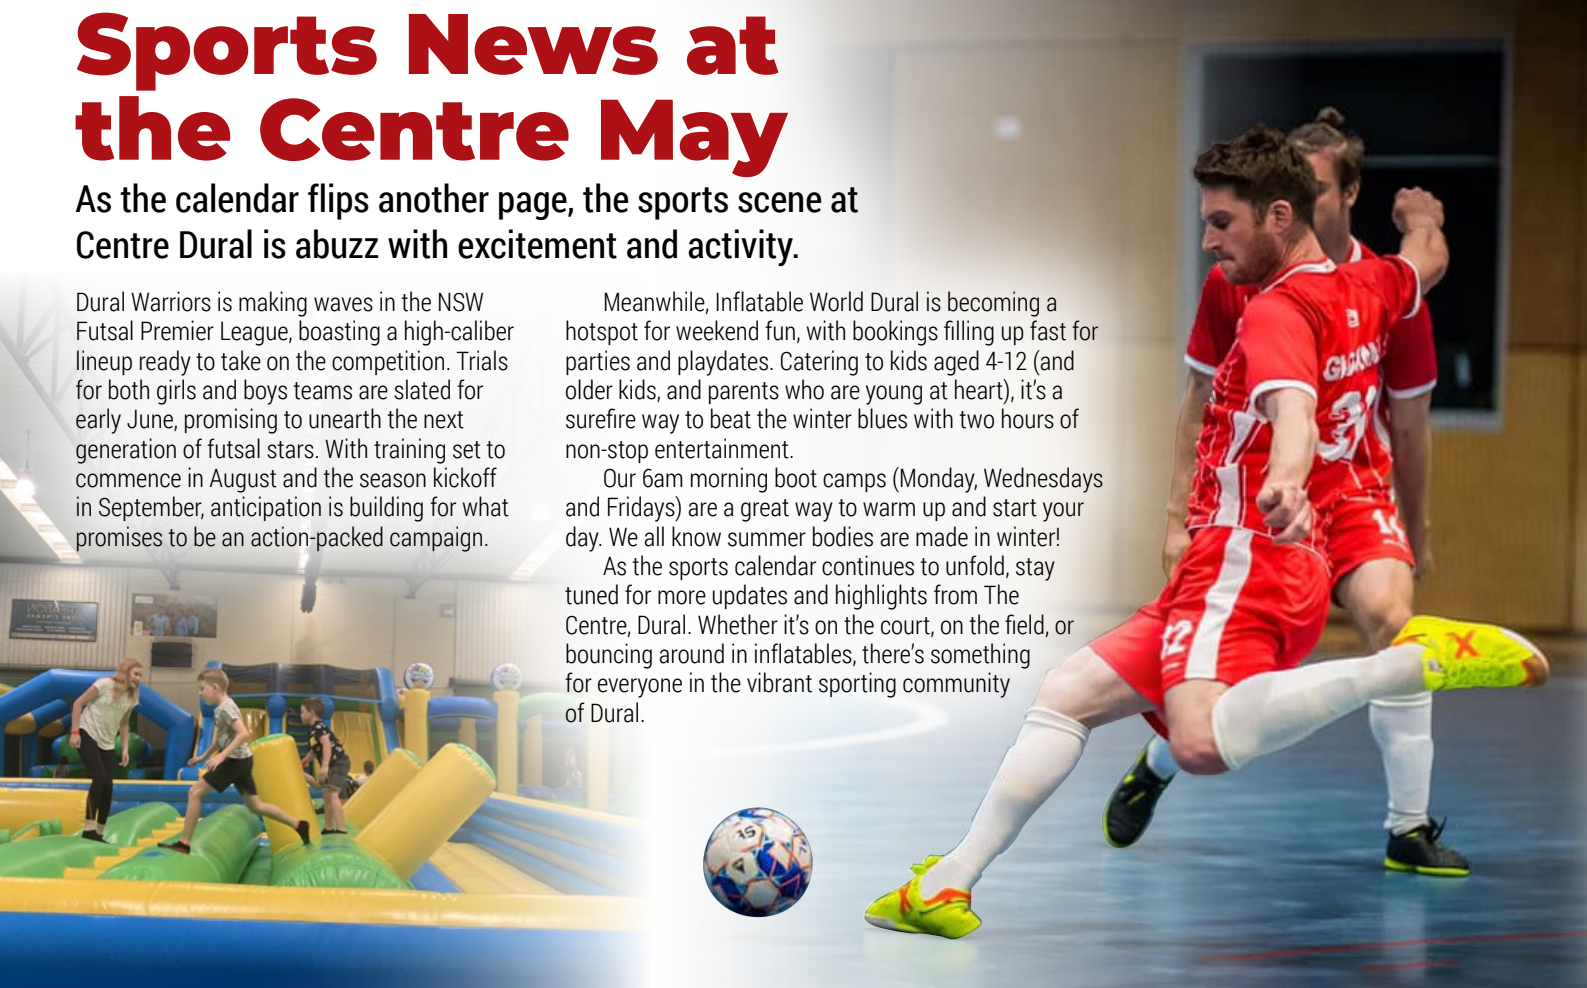 Sports News at
the Centre May
As the calendar flips another page, the sports scene at
Centre Dural is abuzz with excitement and activity.
Dural Warriors is making waves in the NSW
Futsal Premier League, boasting a high-caliber
lineup ready to take on the competition. Trials
for both girls and boys teams are slated for
early June, promising to unearth the next
generation of futsal stars. With training set to
commence in August and the season kickoff
in September, anticipation is building for what
promises to be an action-packed campaign.
Meanwhile, Inflatable World Dural is becoming a
hotspot for weekend fun, with bookings filling up fast for
parties and playdates. Catering to kids aged 4-12 (and
older kids, and parents who are young at heart), it’s a
surefire way to beat the winter blues with two hours of
non-stop entertainment.
Our 6am morning boot camps (Monday, Wednesdays
and Fridays) are a great way to warm up and start your
day. We all know summer bodies are made in winter!
As the sports calendar continues to unfold, stay
tuned for more updates and highlights from The
Centre, Dural. Whether it’s on the court, on the field, or
bouncing around in inflatables, there’s something
for everyone in the vibrant sporting community
of Dural.
12
14